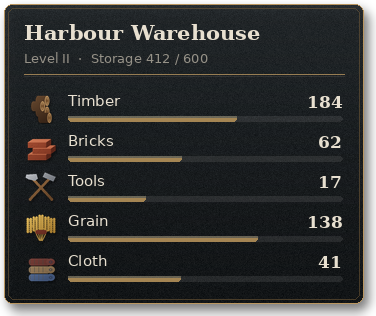 Harbour Warehouse
Level II · Storage 412 / 600
Timber 184
Bricks 62
Tools 17
Grain 138
Cloth 41